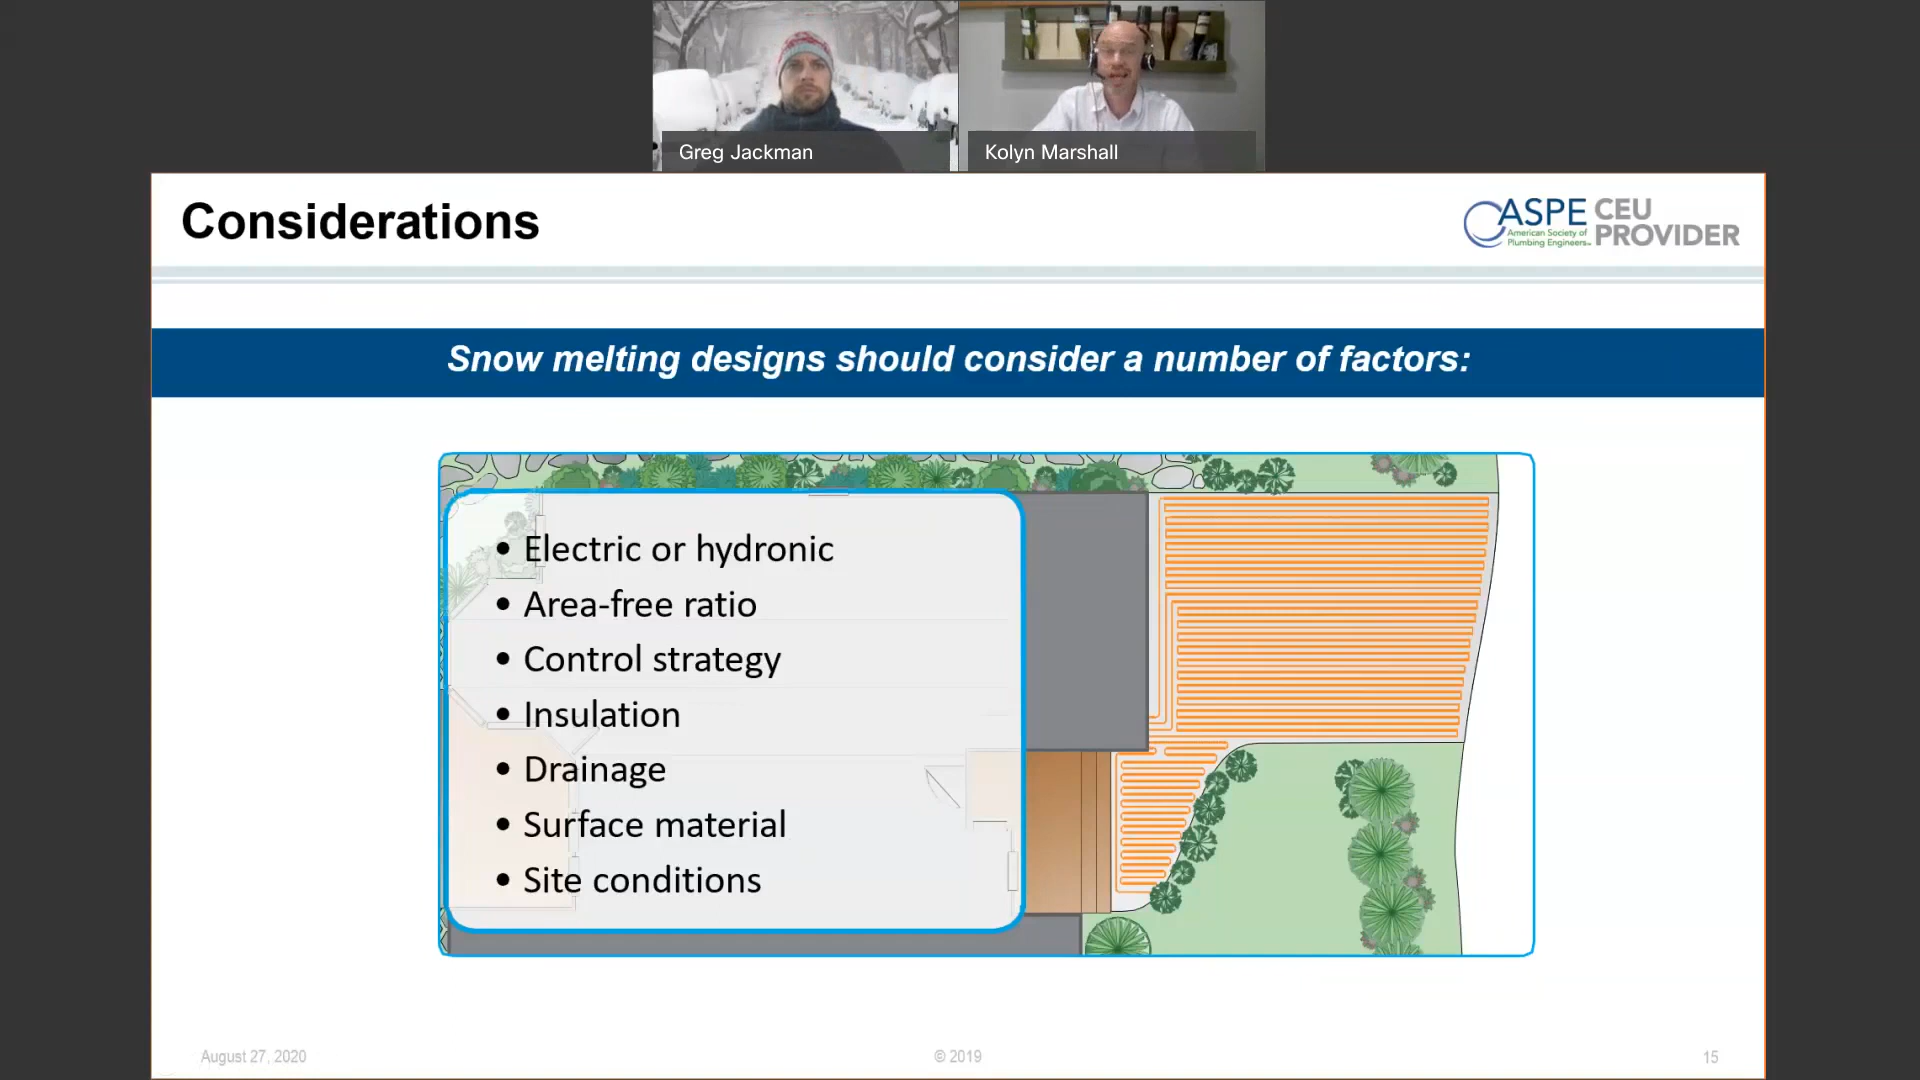 Greg Jackman
Kolyn Marshall
Considerations
ASPE CEU
American Society of
Plumbing Engineers
PROVIDER
Snow melting designs should consider a number of factors:
• Electric or hydronic
• Area-free ratio
• Control strategy
• Insulation
• Drainage
• Surface material
• Site conditions
August 27, 2020
© 2019
15